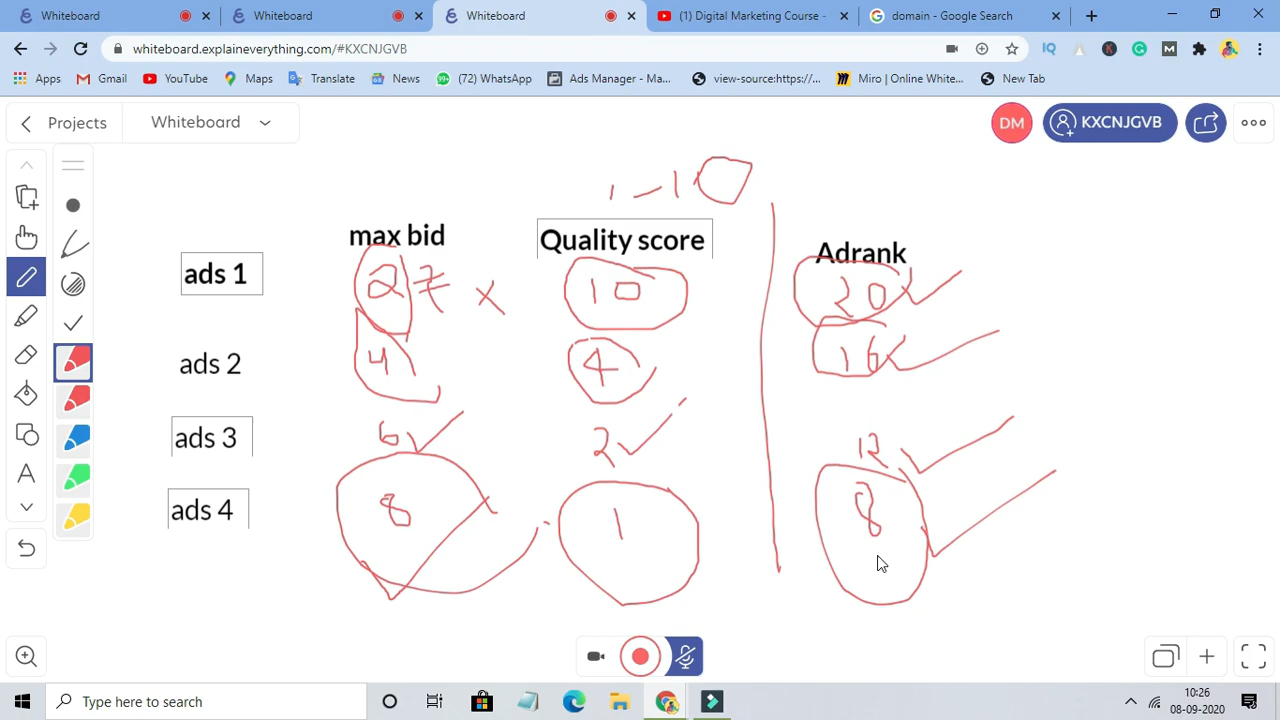 Whiteboard
Whiteboard
Whiteboard
(1) Digital Marketing Course -
domain - Google Search
whiteboard.explaineverything.com/#KXCNJGVB
Apps
Gmail
YouTube
Maps
Translate
News
(72) WhatsApp
Ads Manager - Ma...
view-source:https://...
Miro | Online White...
New Tab
Projects
Whiteboard
DM
KXCNJGVB
1 - 10
max bid
Quality score
Adrank
ads 1
2 × 10 20
ads 2
4 4 16
ads 3
6 2 12
ads 4
8 1 8
Type here to search
00:26
08-09-2020